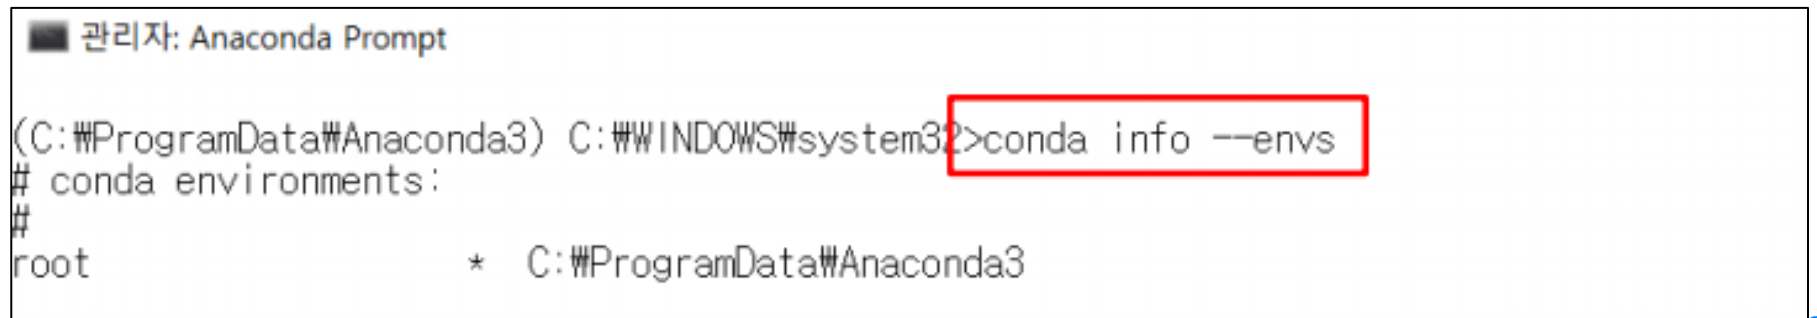 관리자: Anaconda Prompt
(C:₩ProgramData₩Anaconda3) C:₩WINDOWS₩system32>conda info --envs
# conda environments:
#
root * C:₩ProgramData₩Anaconda3